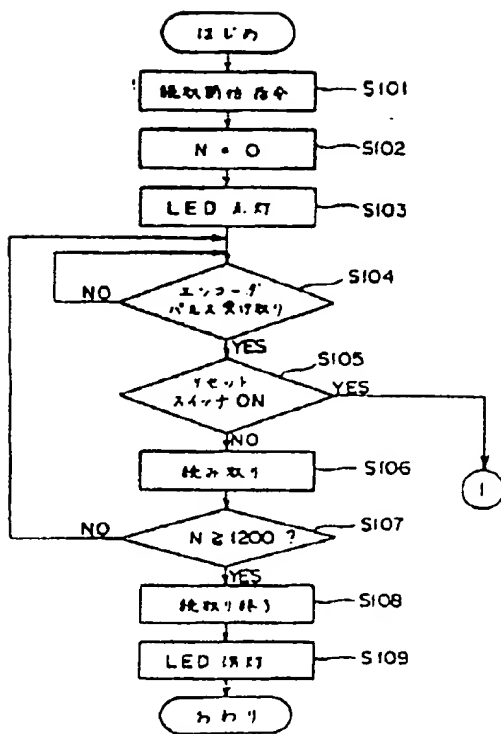 はじめ
読取開始指令
S101
N = 0
S102
LED 点灯
S103
エンコーダ
パルス受け取り
S104
NO
YES
リセット
スイッチ ON
S105
YES
NO
読み取り
S106
1
N ≥ 1200 ?
S107
NO
YES
読取り終了
S108
LED 消灯
S109
おわり